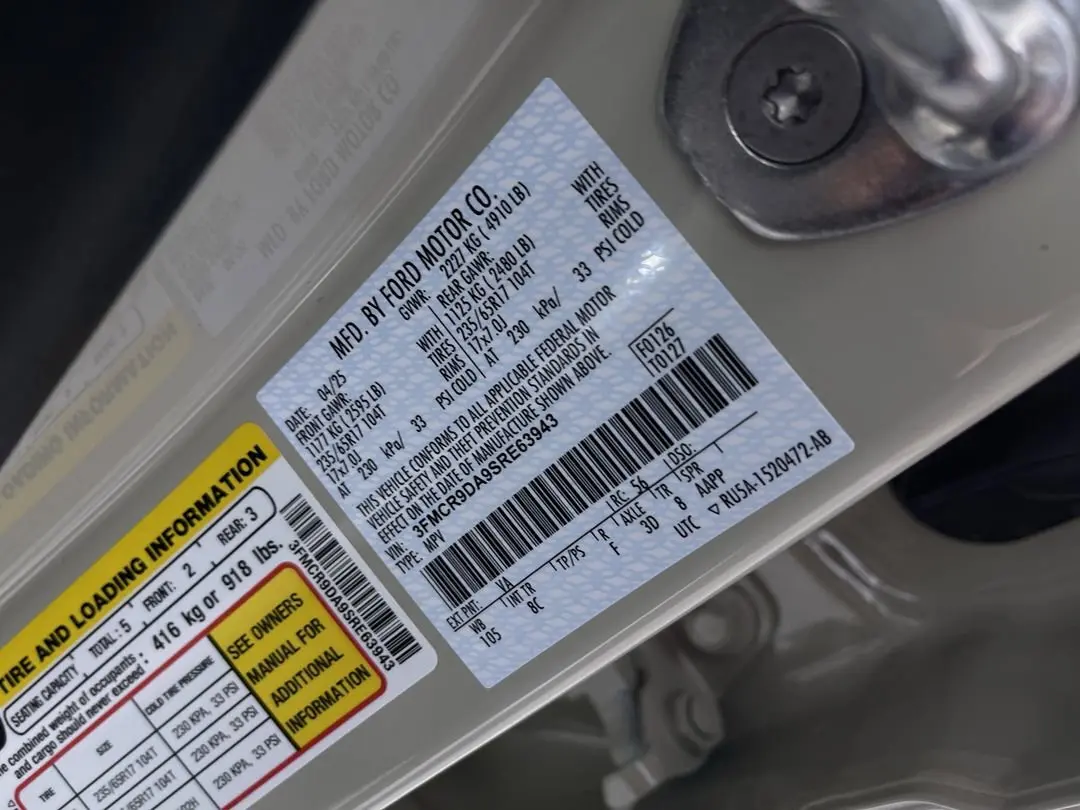 MFD. BY FORD MOTOR CO.
DATE: 04/25
GVWR: 2227 KG ( 4910 LB)
FRONT GAWR:
REAR GAWR:
WITH
1177 KG ( 2595 LB)
WITH
1125 KG ( 2480 LB)
TIRES
235/65R17 104T
TIRES
235/65R17 104T
RIMS
17x7.0J
RIMS
17x7.0J
PSI COLD
AT 230 kPa/ 33
PSI COLD
AT 230 kPa/ 33
THIS VEHICLE CONFORMS TO ALL APPLICABLE FEDERAL MOTOR
VEHICLE SAFETY AND THEFT PREVENTION STANDARDS IN
EFFECT ON THE DATE OF MANUFACTURE SHOWN ABOVE.
VIN: 3FMCR9DA9SRE63943
TYPE: MPV
F0126
T0127
EXT PNT: VA
RC: 56
DSO:
WB
INT TR
TP/PS
R
AXLE
TR
SPR
105
8C
F
3D
8
AAPP
UTC
▽ RU5A-1520472-AB
TIRE AND LOADING INFORMATION
SEATING CAPACITY
TOTAL: 5
FRONT: 2
REAR: 3
combined weight of occupants
and cargo should never exceed: 416 kg or 918 lbs.
3FMCR9DA9SRE63943
TIRE
SIZE
COLD TIRE PRESSURE
235/65R17 104T
230 KPA, 33 PSI
/65R17 104T
230 KPA, 33 PSI
230 KPA, 33 PSI
SEE OWNERS
MANUAL FOR
ADDITIONAL
INFORMATION